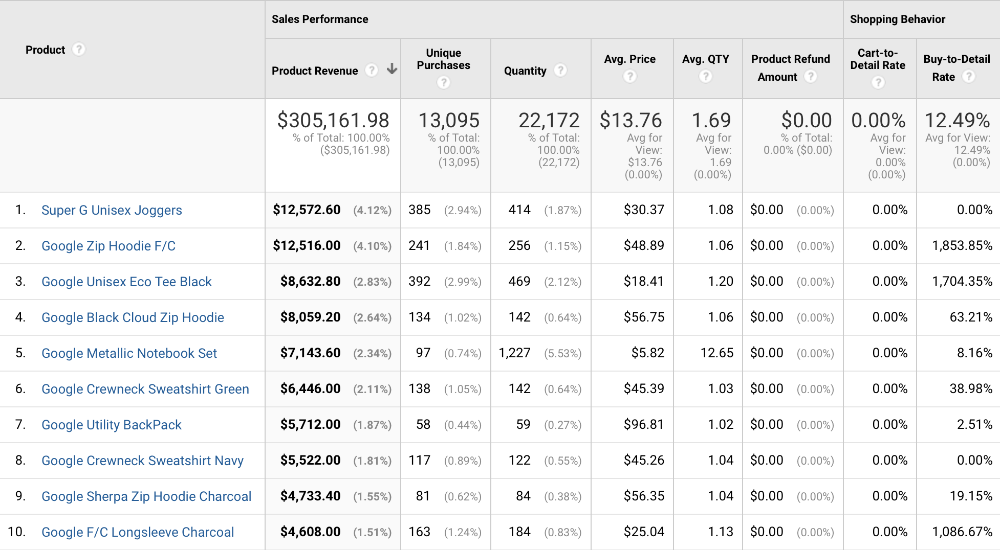 Sales Performance Shopping Behavior
Product ?
Product Revenue ? Unique Purchases ? Quantity ? Avg. Price ? Avg. QTY ? Product Refund Amount ? Cart-to-Detail Rate ? Buy-to-Detail Rate ?
$305,161.98 13,095 22,172 $13.76 1.69 $0.00 0.00% 12.49%
% of Total: 100.00% % of Total: % of Total: Avg for Avg for % of Total: Avg for Avg for View:
($305,161.98) 100.00% 100.00% View: View: 0.00% ($0.00) View: 12.49%
(13,095) (22,172) $13.76 1.69 0.00% (0.00%)
(0.00%) (0.00%) (0.00%)
1. Super G Unisex Joggers $12,572.60 (4.12%) 385 (2.94%) 414 (1.87%) $30.37 1.08 $0.00 (0.00%) 0.00% 0.00%
2. Google Zip Hoodie F/C $12,516.00 (4.10%) 241 (1.84%) 256 (1.15%) $48.89 1.06 $0.00 (0.00%) 0.00% 1,853.85%
3. Google Unisex Eco Tee Black $8,632.80 (2.83%) 392 (2.99%) 469 (2.12%) $18.41 1.20 $0.00 (0.00%) 0.00% 1,704.35%
4. Google Black Cloud Zip Hoodie $8,059.20 (2.64%) 134 (1.02%) 142 (0.64%) $56.75 1.06 $0.00 (0.00%) 0.00% 63.21%
5. Google Metallic Notebook Set $7,143.60 (2.34%) 97 (0.74%) 1,227 (5.53%) $5.82 12.65 $0.00 (0.00%) 0.00% 8.16%
6. Google Crewneck Sweatshirt Green $6,446.00 (2.11%) 138 (1.05%) 142 (0.64%) $45.39 1.03 $0.00 (0.00%) 0.00% 38.98%
7. Google Utility BackPack $5,712.00 (1.87%) 58 (0.44%) 59 (0.27%) $96.81 1.02 $0.00 (0.00%) 0.00% 2.51%
8. Google Crewneck Sweatshirt Navy $5,522.00 (1.81%) 117 (0.89%) 122 (0.55%) $45.26 1.04 $0.00 (0.00%) 0.00% 0.00%
9. Google Sherpa Zip Hoodie Charcoal $4,733.40 (1.55%) 81 (0.62%) 84 (0.38%) $56.35 1.04 $0.00 (0.00%) 0.00% 19.15%
10. Google F/C Longsleeve Charcoal $4,608.00 (1.51%) 163 (1.24%) 184 (0.83%) $25.04 1.13 $0.00 (0.00%) 0.00% 1,086.67%